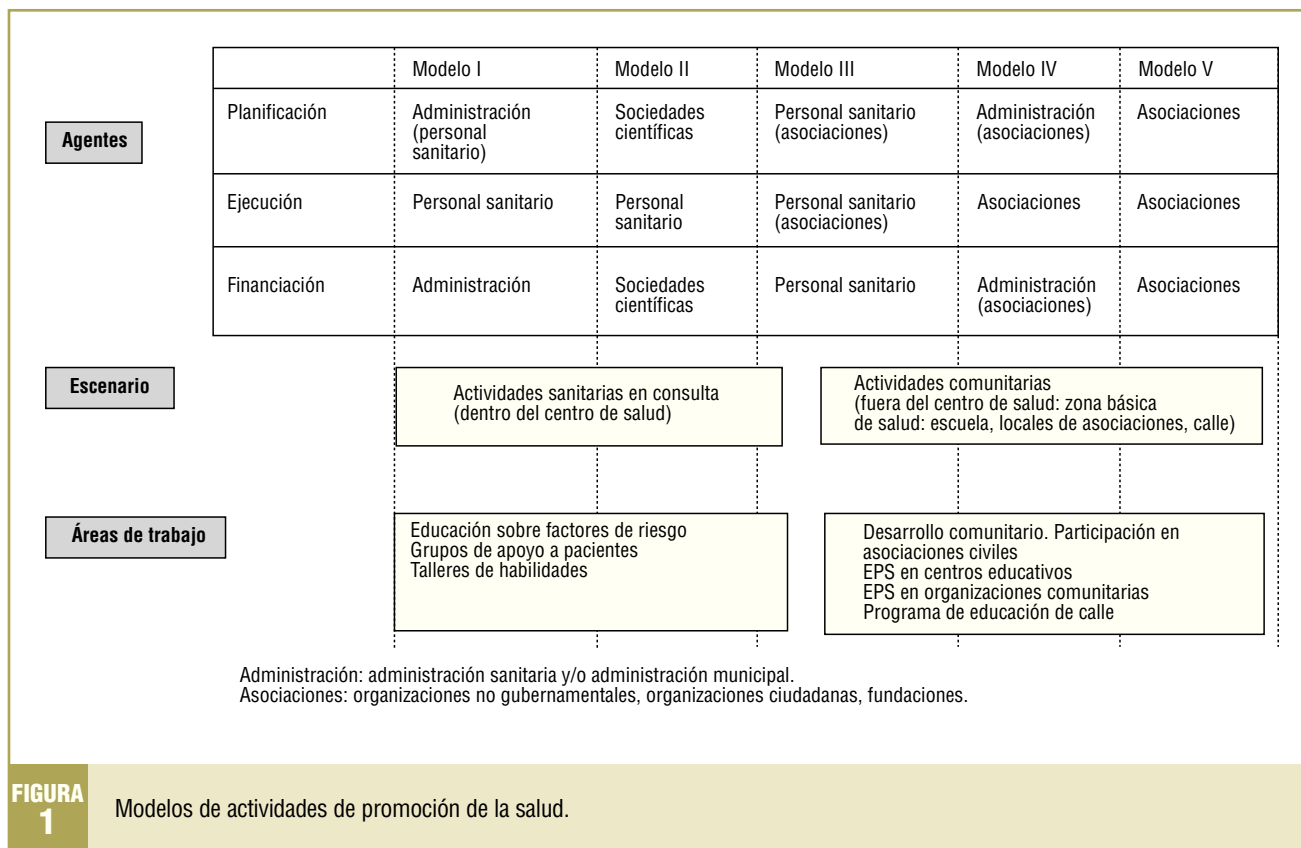 Modelo I Modelo II Modelo III Modelo IV Modelo V
Agentes
Planificación
Administración
(personal
sanitario)
Sociedades
científicas
Personal sanitario
(asociaciones)
Administración
(asociaciones)
Asociaciones
Ejecución
Personal sanitario
Personal
sanitario
Personal sanitario
(asociaciones)
Asociaciones
Asociaciones
Financiación
Administración
Sociedades
científicas
Personal sanitario
Administración
(asociaciones)
Asociaciones
Escenario
Actividades sanitarias en consulta
(dentro del centro de salud)
Actividades comunitarias
(fuera del centro de salud: zona básica
de salud: escuela, locales de asociaciones, calle)
Áreas de trabajo
Educación sobre factores de riesgo
Grupos de apoyo a pacientes
Talleres de habilidades
Desarrollo comunitario. Participación en
asociaciones civiles
EPS en centros educativos
EPS en organizaciones comunitarias
Programa de educación de calle
Administración: administración sanitaria y/o administración municipal.
Asociaciones: organizaciones no gubernamentales, organizaciones ciudadanas, fundaciones.
FIGURA
1
Modelos de actividades de promoción de la salud.